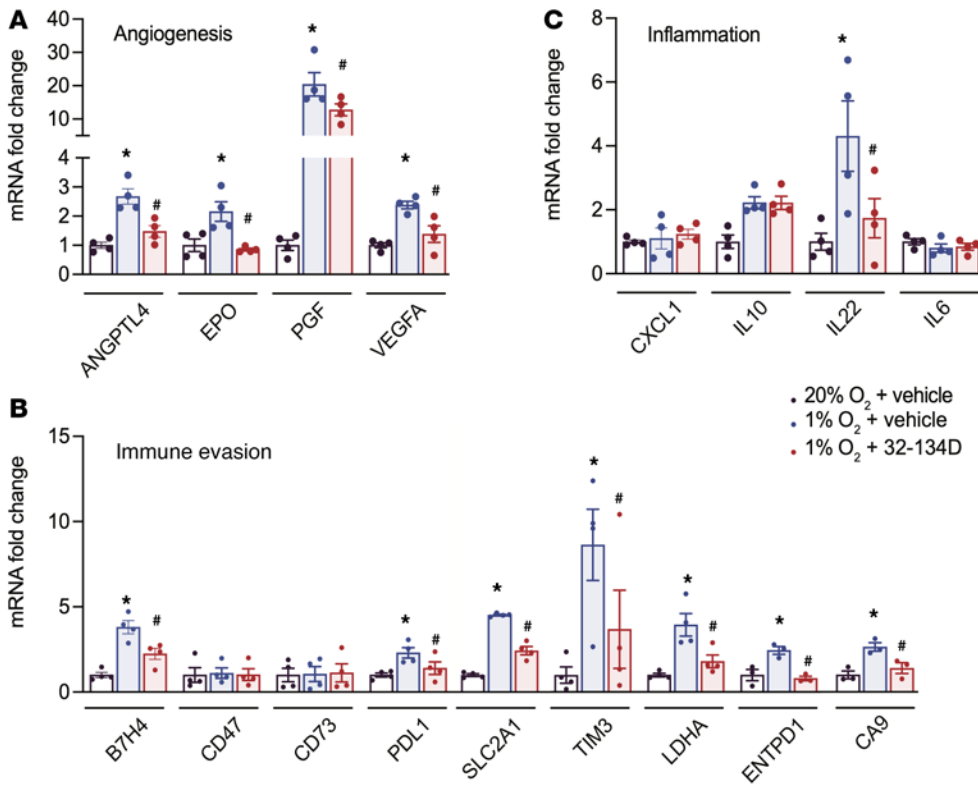 A
Angiogenesis
mRNA fold change
40
30
20
10
4
3
2
1
0
* # * # * # * #
ANGPTL4 EPO PGF VEGFA
C
Inflammation
mRNA fold change
8
6
4
2
0
* #
CXCL1 IL10 IL22 IL6
20% O2 + vehicle
1% O2 + vehicle
1% O2 + 32-134D
B
Immune evasion
mRNA fold change
15
10
5
0
* # * # * # * # * # * # * #
B7H4 CD47 CD73 PDL1 SLC2A1 TIM3 LDHA ENTPD1 CA9